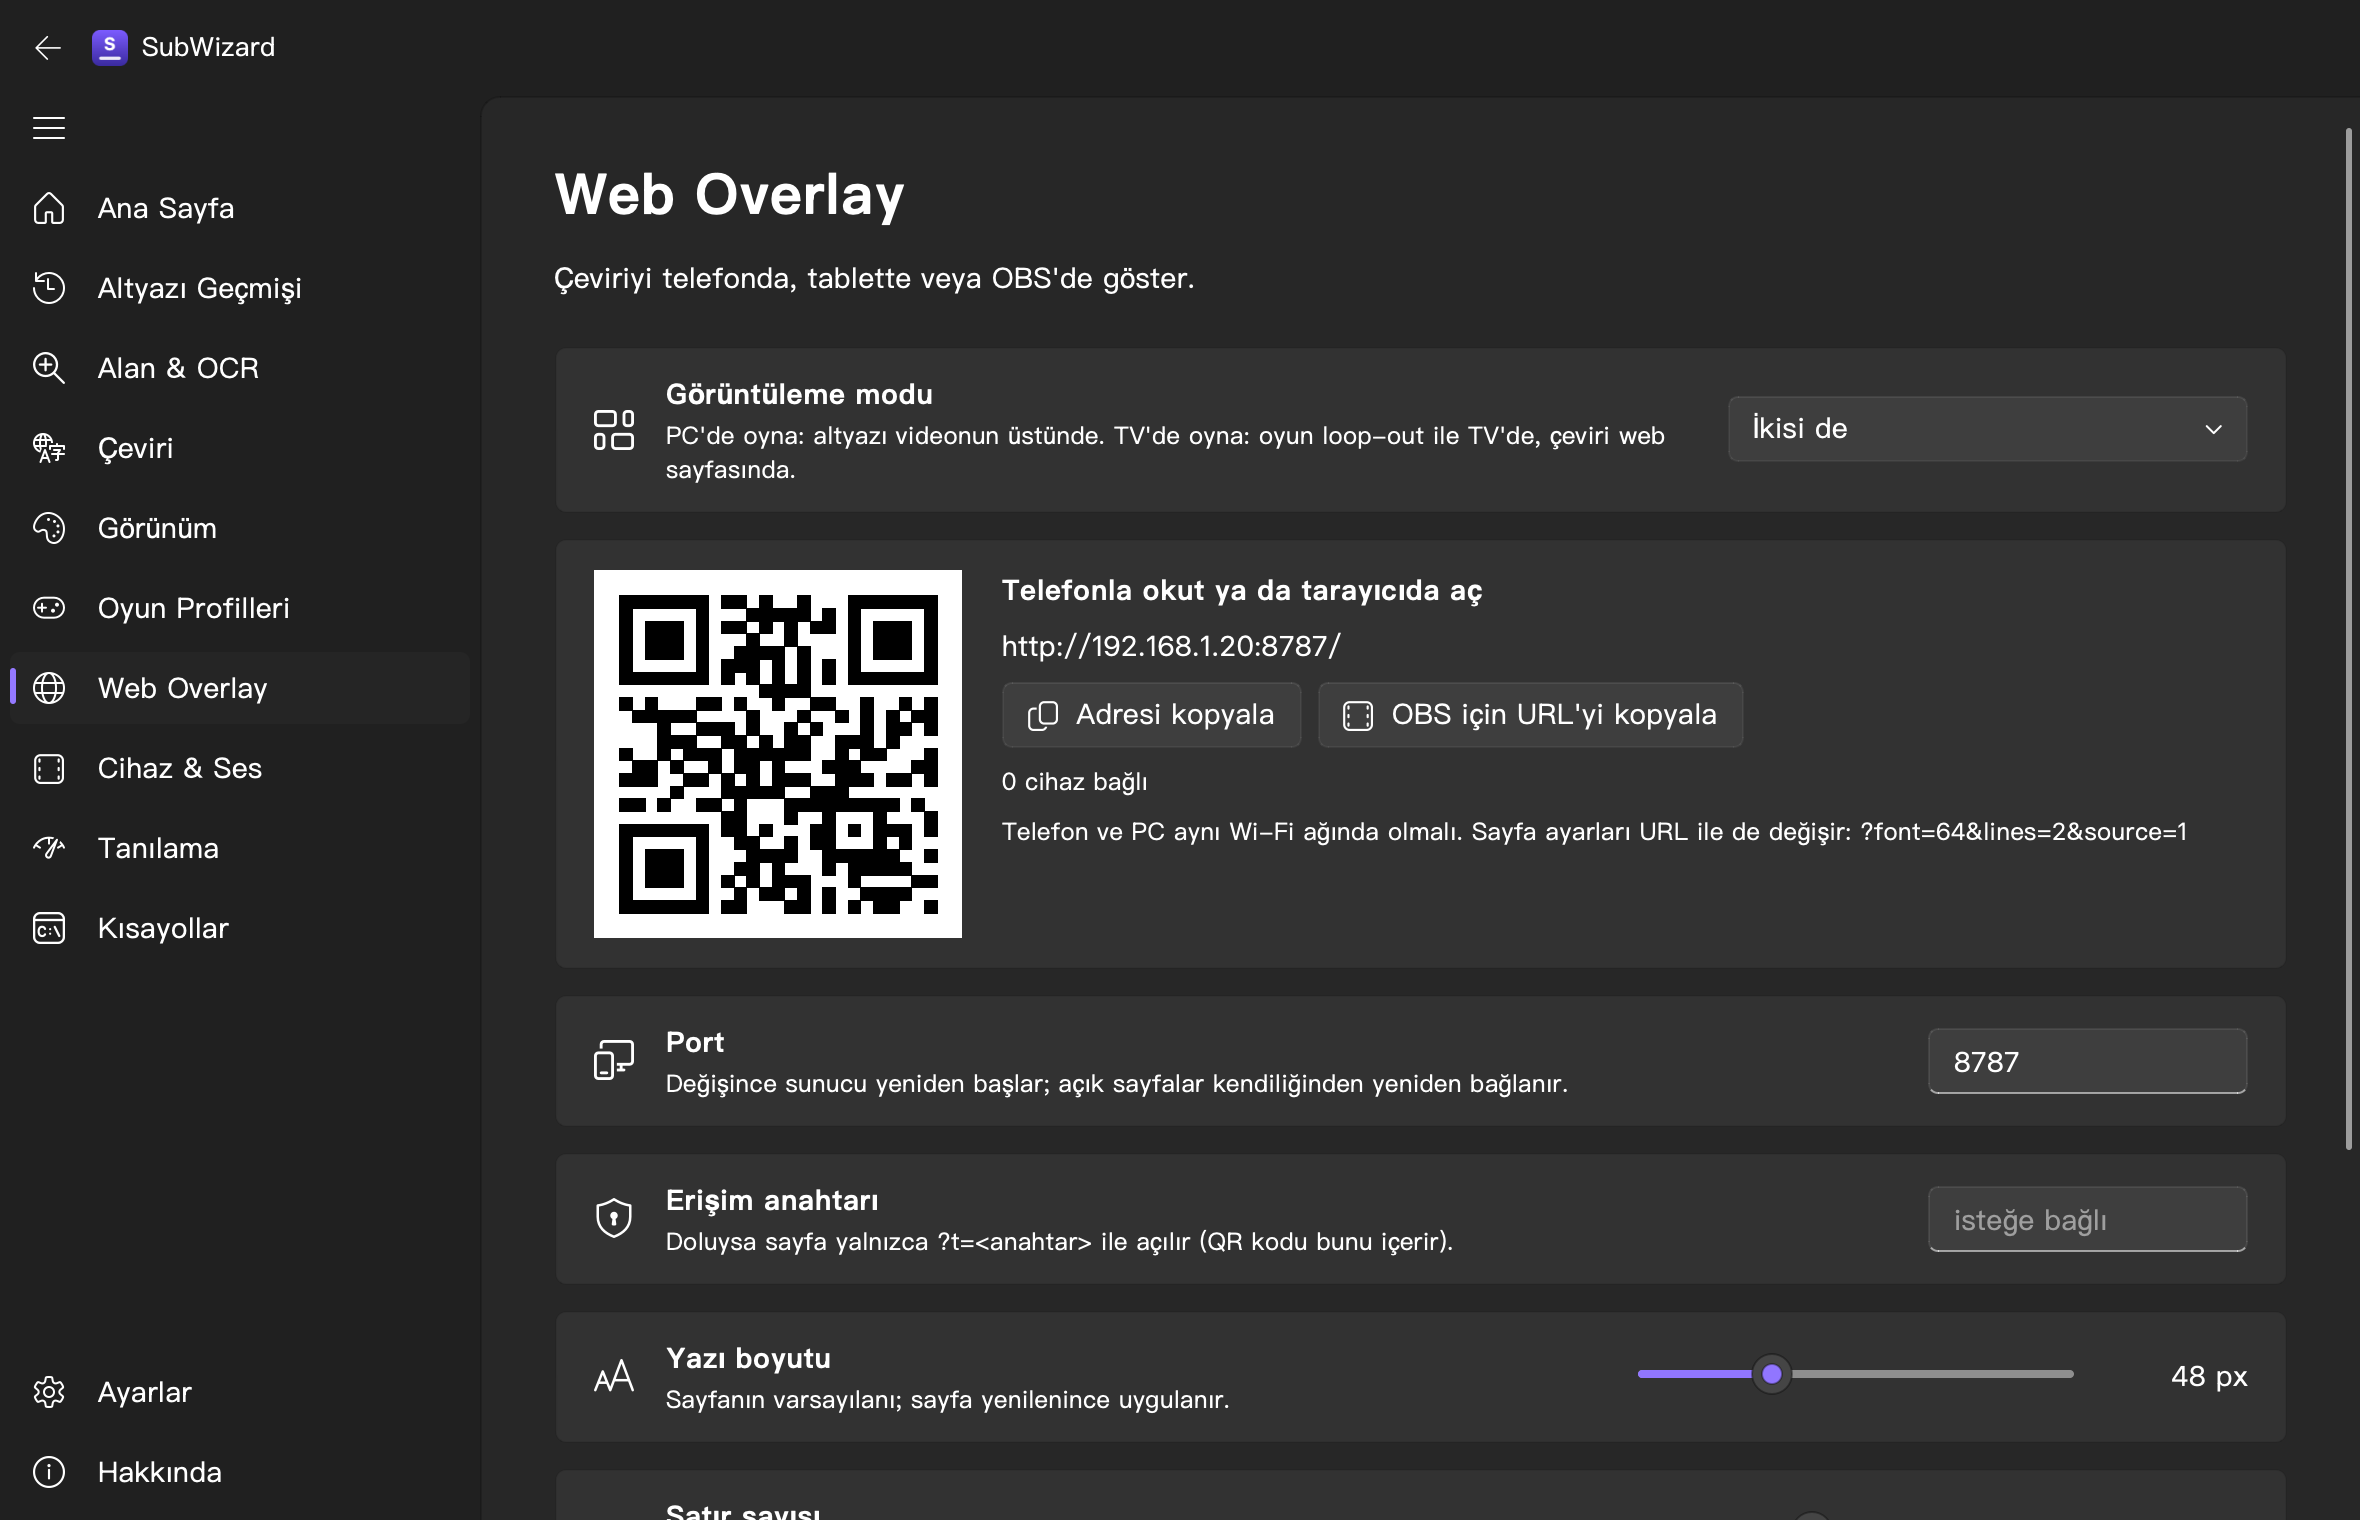 SubWizard
Ana Sayfa
Altyazı Geçmişi
Alan & OCR
Çeviri
Görünüm
Oyun Profilleri
Web Overlay
Cihaz & Ses
Tanılama
Kısayollar
Ayarlar
Hakkında
Web Overlay
Çeviriyi telefonda, tablette veya OBS'de göster.
Görüntüleme modu
PC'de oyna: altyazı videonun üstünde. TV'de oyna: oyun loop-out ile TV'de, çeviri web
sayfasında.
İkisi de
Telefonla okut ya da tarayıcıda aç
http://192.168.1.20:8787/
Adresi kopyala
OBS için URL'yi kopyala
0 cihaz bağlı
Telefon ve PC aynı Wi-Fi ağında olmalı. Sayfa ayarları URL ile de değişir: ?font=64&lines=2&source=1
Port
Değişince sunucu yeniden başlar; açık sayfalar kendiliğinden yeniden bağlanır.
8787
Erişim anahtarı
Doluysa sayfa yalnızca ?t=<anahtar> ile açılır (QR kodu bunu içerir).
isteğe bağlı
Yazı boyutu
Sayfanın varsayılanı; sayfa yenilenince uygulanır.
48 px
Satır sayısı